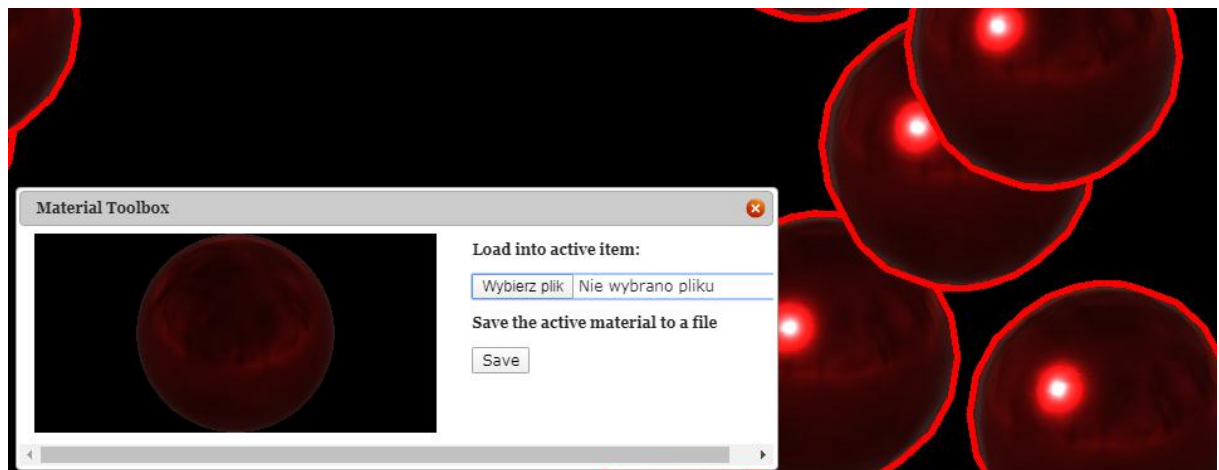 Material Toolbox
Load into active item:
Wybierz plik Nie wybrano pliku
Save the active material to a file
Save